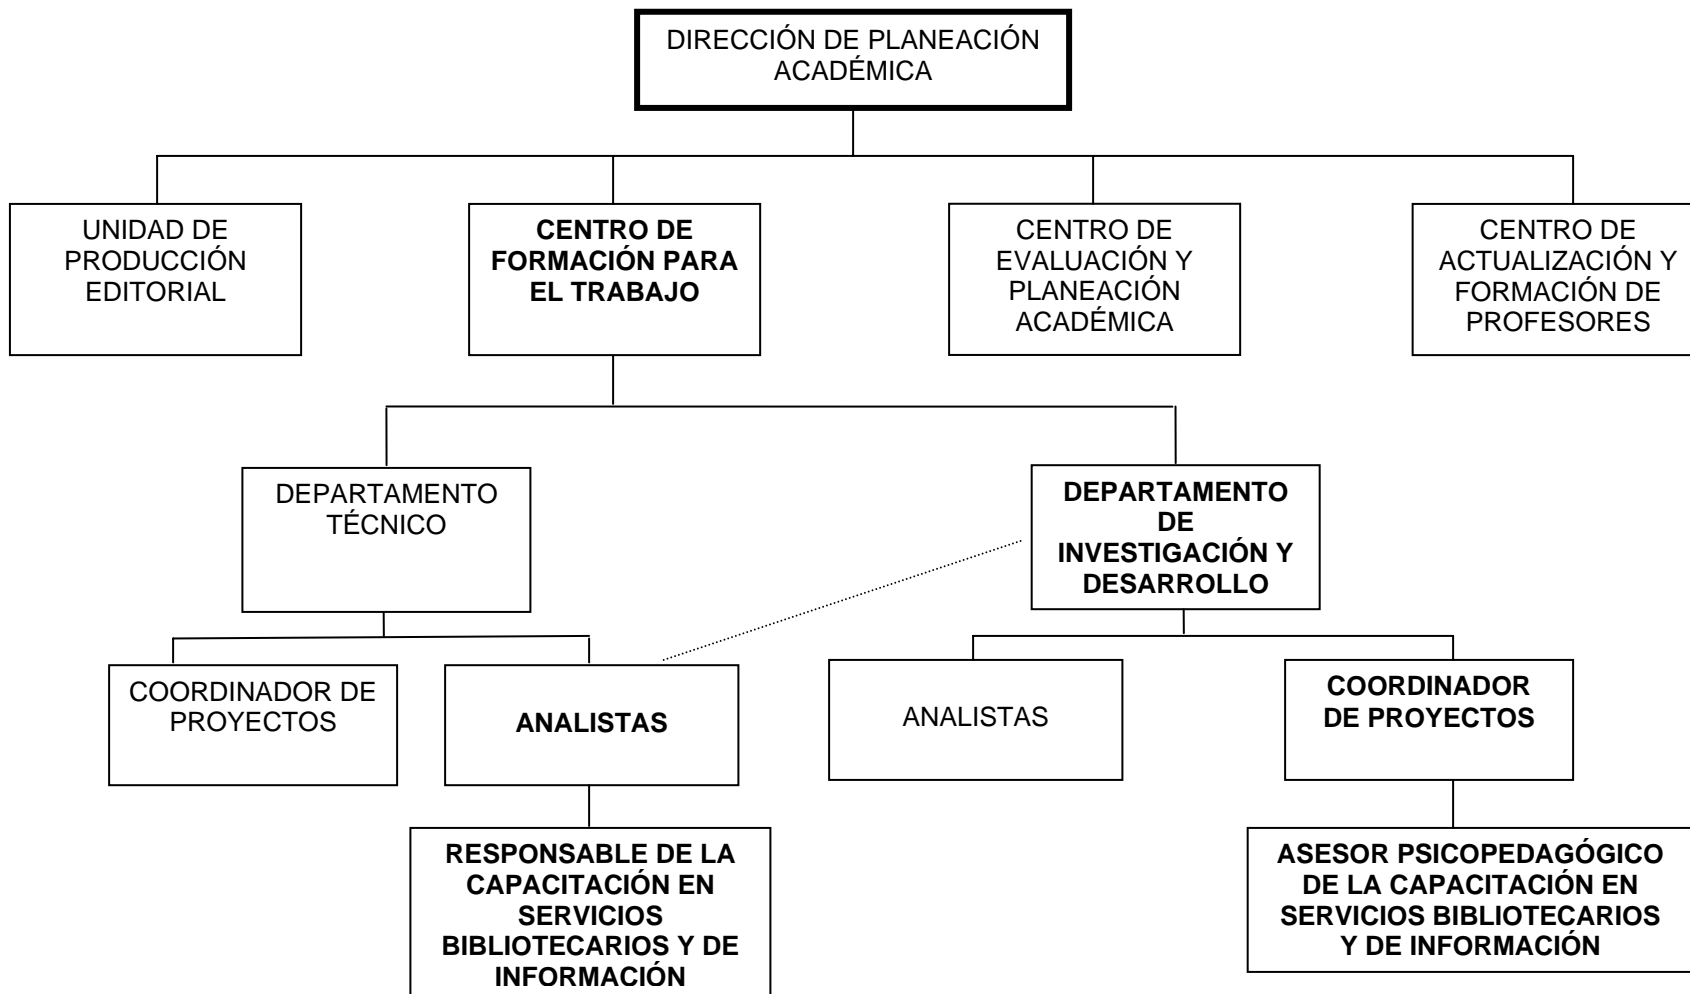 DIRECCIÓN DE PLANEACIÓN
ACADÉMICA
UNIDAD DE
PRODUCCIÓN
EDITORIAL
CENTRO DE
FORMACIÓN PARA
EL TRABAJO
CENTRO DE
EVALUACIÓN Y
PLANEACIÓN
ACADÉMICA
CENTRO DE
ACTUALIZACIÓN Y
FORMACIÓN DE
PROFESORES
DEPARTAMENTO
TÉCNICO
DEPARTAMENTO
DE
INVESTIGACIÓN Y
DESARROLLO
COORDINADOR DE
PROYECTOS
ANALISTAS
ANALISTAS
COORDINADOR
DE PROYECTOS
RESPONSABLE DE LA
CAPACITACIÓN EN
SERVICIOS
BIBLIOTECARIOS Y DE
INFORMACIÓN
ASESOR PSICOPEDAGÓGICO
DE LA CAPACITACIÓN EN
SERVICIOS BIBLIOTECARIOS
Y DE INFORMACIÓN